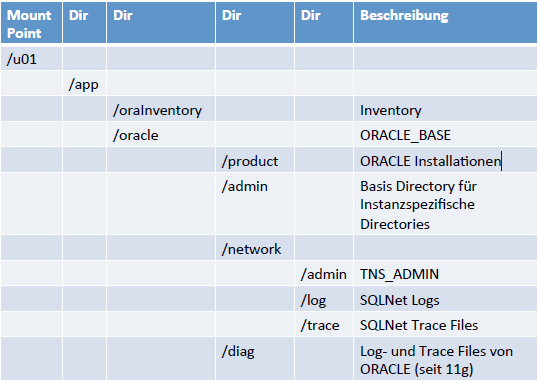 Mount Point Dir Dir Dir Dir Beschreibung
/u01
/app
/oraInventory Inventory
/oracle ORACLE_BASE
/product ORACLE Installationen
/admin Basis Directory für
Instanzspezifische
Directories
/network
/admin TNS_ADMIN
/log SQLNet Logs
/trace SQLNet Trace Files
/diag Log- und Trace Files von
ORACLE (seit 11g)